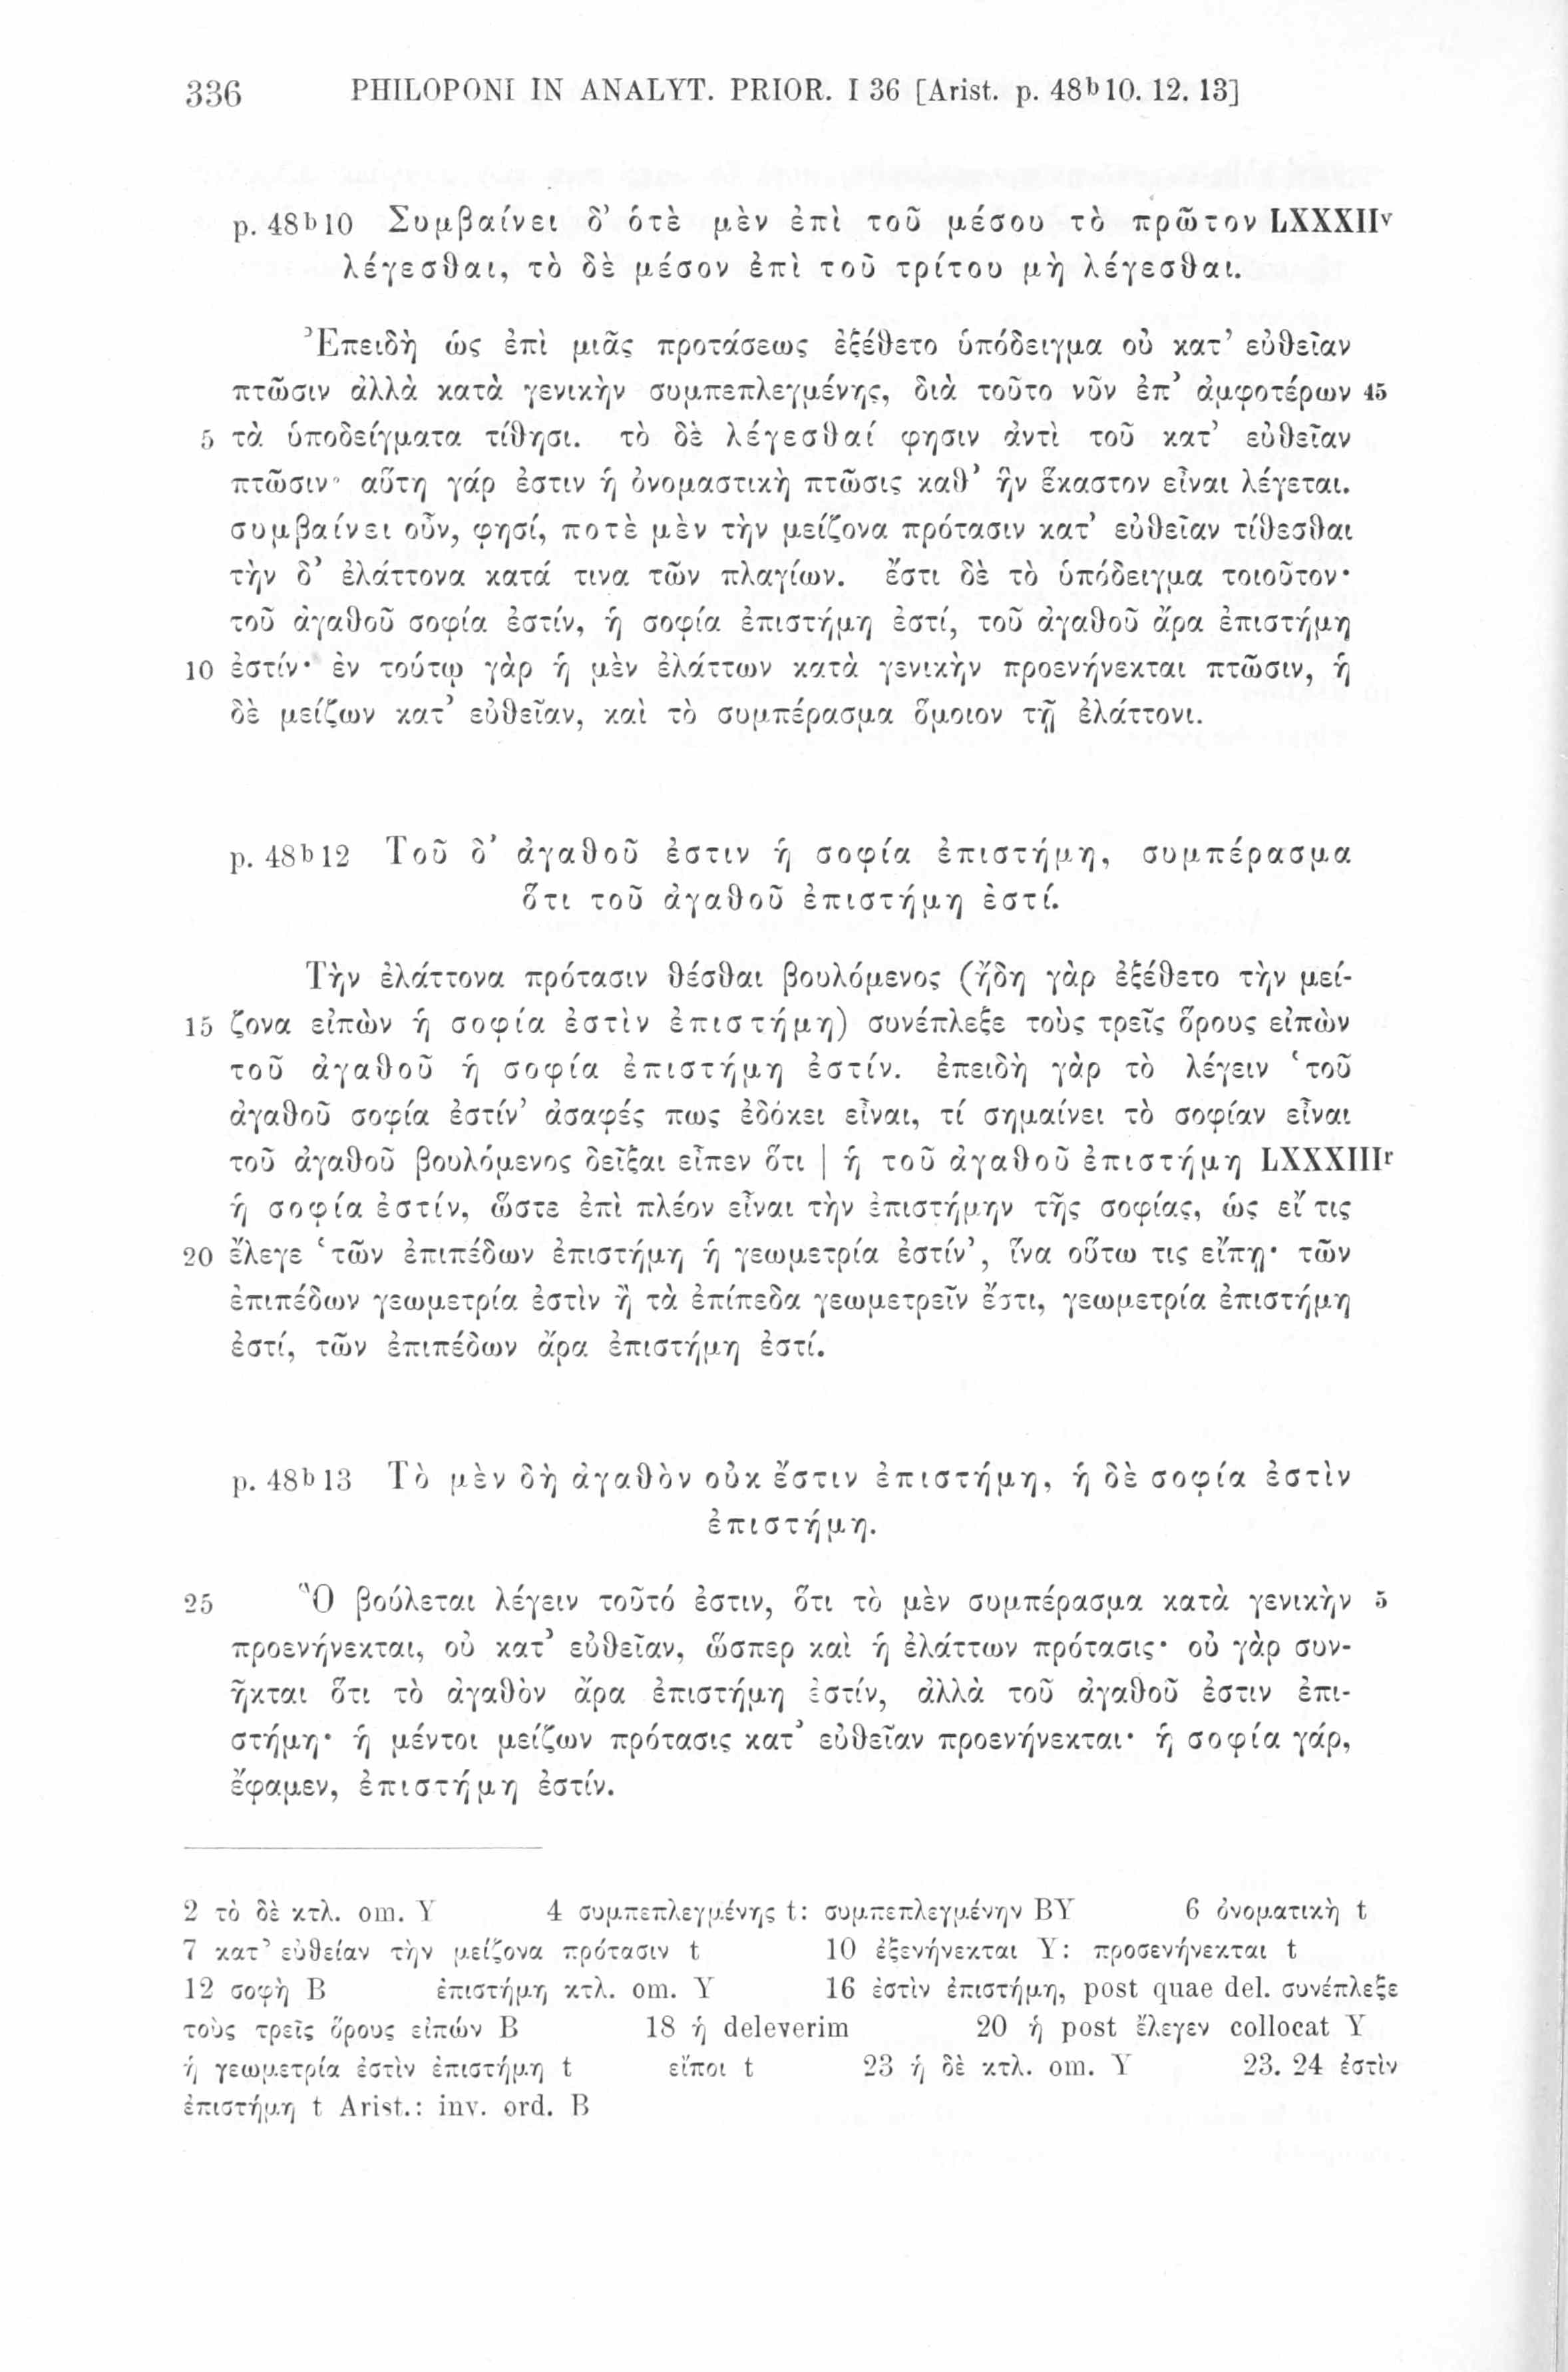 336 PHILOPONI IN ANALYT. PRIOR. I 36 [Arist. p. 48ᵇ10. 12. 13]
p. 48ᵇ10 Συμβαίνει δ’ ὁτὲ μὲν ἐπὶ τοῦ μέσου τὸ πρῶτον LXXXIIᵛ
λέγεσθαι, τὸ δὲ μέσον ἐπὶ τοῦ τρίτου μὴ λέγεσθαι.
Ἐπειδὴ ὡς ἐπὶ μιᾶς προτάσεως ἐξέθετο ὑπόδειγμα οὐ κατ’ εὐθεῖαν
πτῶσιν ἀλλὰ κατὰ γενικὴν συμπεπλεγμένης, διὰ τοῦτο νῦν ἐπ’ ἀμφοτέρων 45
5 τὰ ὑποδείγματα τίθησι. τὸ δὲ λέγεσθαί φησιν ἀντὶ τοῦ κατ’ εὐθεῖαν
πτῶσιν· αὕτη γάρ ἐστιν ἡ ὀνομαστικὴ πτῶσις καθ’ ἣν ἕκαστον εἶναι λέγεται.
συμβαίνει οὖν, φησί, ποτὲ μὲν τὴν μείζονα πρότασιν κατ’ εὐθεῖαν τίθεσθαι
τὴν δ’ ἐλάττονα κατά τινα τῶν πλαγίων. ἔστι δὲ τὸ ὑπόδειγμα τοιοῦτον·
τοῦ ἀγαθοῦ σοφία ἐστίν, ἡ σοφία ἐπιστήμη ἐστί, τοῦ ἀγαθοῦ ἄρα ἐπιστήμη
10 ἐστίν· ἐν τούτῳ γὰρ ἡ μὲν ἐλάττων κατὰ γενικὴν προενήνεκται πτῶσιν, ἡ
δὲ μείζων κατ’ εὐθεῖαν, καὶ τὸ συμπέρασμα ὅμοιον τῇ ἐλάττονι.
p. 48ᵇ12 Τοῦ δ’ ἀγαθοῦ ἐστιν ἡ σοφία ἐπιστήμη, συμπέρασμα
ὅτι τοῦ ἀγαθοῦ ἐπιστήμη ἐστί.
Τὴν ἐλάττονα πρότασιν θέσθαι βουλόμενος (ἤδη γὰρ ἐξέθετο τὴν μεί-
15 ζονα εἰπὼν ἡ σοφία ἐστὶν ἐπιστήμη) συνέπλεξε τοὺς τρεῖς ὅρους εἰπὼν
τοῦ ἀγαθοῦ ἡ σοφία ἐπιστήμη ἐστίν. ἐπειδὴ γὰρ τὸ λέγειν ‘τοῦ
ἀγαθοῦ σοφία ἐστίν’ ἀσαφές πως ἐδόκει εἶναι, τί σημαίνει τὸ σοφίαν εἶναι
τοῦ ἀγαθοῦ βουλόμενος δεῖξαι εἶπεν ὅτι | ἡ τοῦ ἀγαθοῦ ἐπιστήμη LXXXIIIʳ
ἡ σοφία ἐστίν, ὥστε ἐπὶ πλέον εἶναι τὴν ἐπιστήμην τῆς σοφίας, ὡς εἴ τις
20 ἔλεγε ‘τῶν ἐπιπέδων ἐπιστήμη ἡ γεωμετρία ἐστίν’, ἵνα οὕτω τις εἴπῃ· τῶν
ἐπιπέδων γεωμετρία ἐστὶν ἢ τὰ ἐπίπεδα γεωμετρεῖν ἔστι, γεωμετρία ἐπιστήμη
ἐστί, τῶν ἐπιπέδων ἄρα ἐπιστήμη ἐστί.
p. 48ᵇ13 Τὸ μὲν δὴ ἀγαθὸν οὐκ ἔστιν ἐπιστήμη, ἡ δὲ σοφία ἐστὶν
ἐπιστήμη.
25 Ὃ βούλεται λέγειν τοῦτό ἐστιν, ὅτι τὸ μὲν συμπέρασμα κατὰ γενικὴν 5
προενήνεκται, οὐ κατ’ εὐθεῖαν, ὥσπερ καὶ ἡ ἐλάττων πρότασις· οὐ γὰρ συν-
ῆκται ὅτι τὸ ἀγαθὸν ἄρα ἐπιστήμη ἐστίν, ἀλλὰ τοῦ ἀγαθοῦ ἐστιν ἐπι-
στήμη· ἡ μέντοι μείζων πρότασις κατ’ εὐθεῖαν προενήνεκται· ἡ σοφία γάρ,
ἔφαμεν, ἐπιστήμη ἐστίν.
2 τὸ δὲ κτλ. om. Y 4 συμπεπλεγμένης t: συμπεπλεγμένην BY 6 ὀνοματικὴ t
7 κατ’ εὐθείαν τὴν μείζονα πρότασιν t 10 ἐξενήνεκται Y: προσενήνεκται t
12 σοφὴ B ἐπιστήμη κτλ. om. Y 16 ἐστὶν ἐπιστήμη, post quae del. συνέπλεξε
τοὺς τρεῖς ὅρους εἰπών B 18 ἡ deleverim 20 ἡ post ἔλεγεν collocat Y
ἡ γεωμετρία ἐστὶν ἐπιστήμη t εἴποι t 23 ἡ δὲ κτλ. om. Y 23. 24 ἐστὶν
ἐπιστήμη t Arist.: inv. ord. B